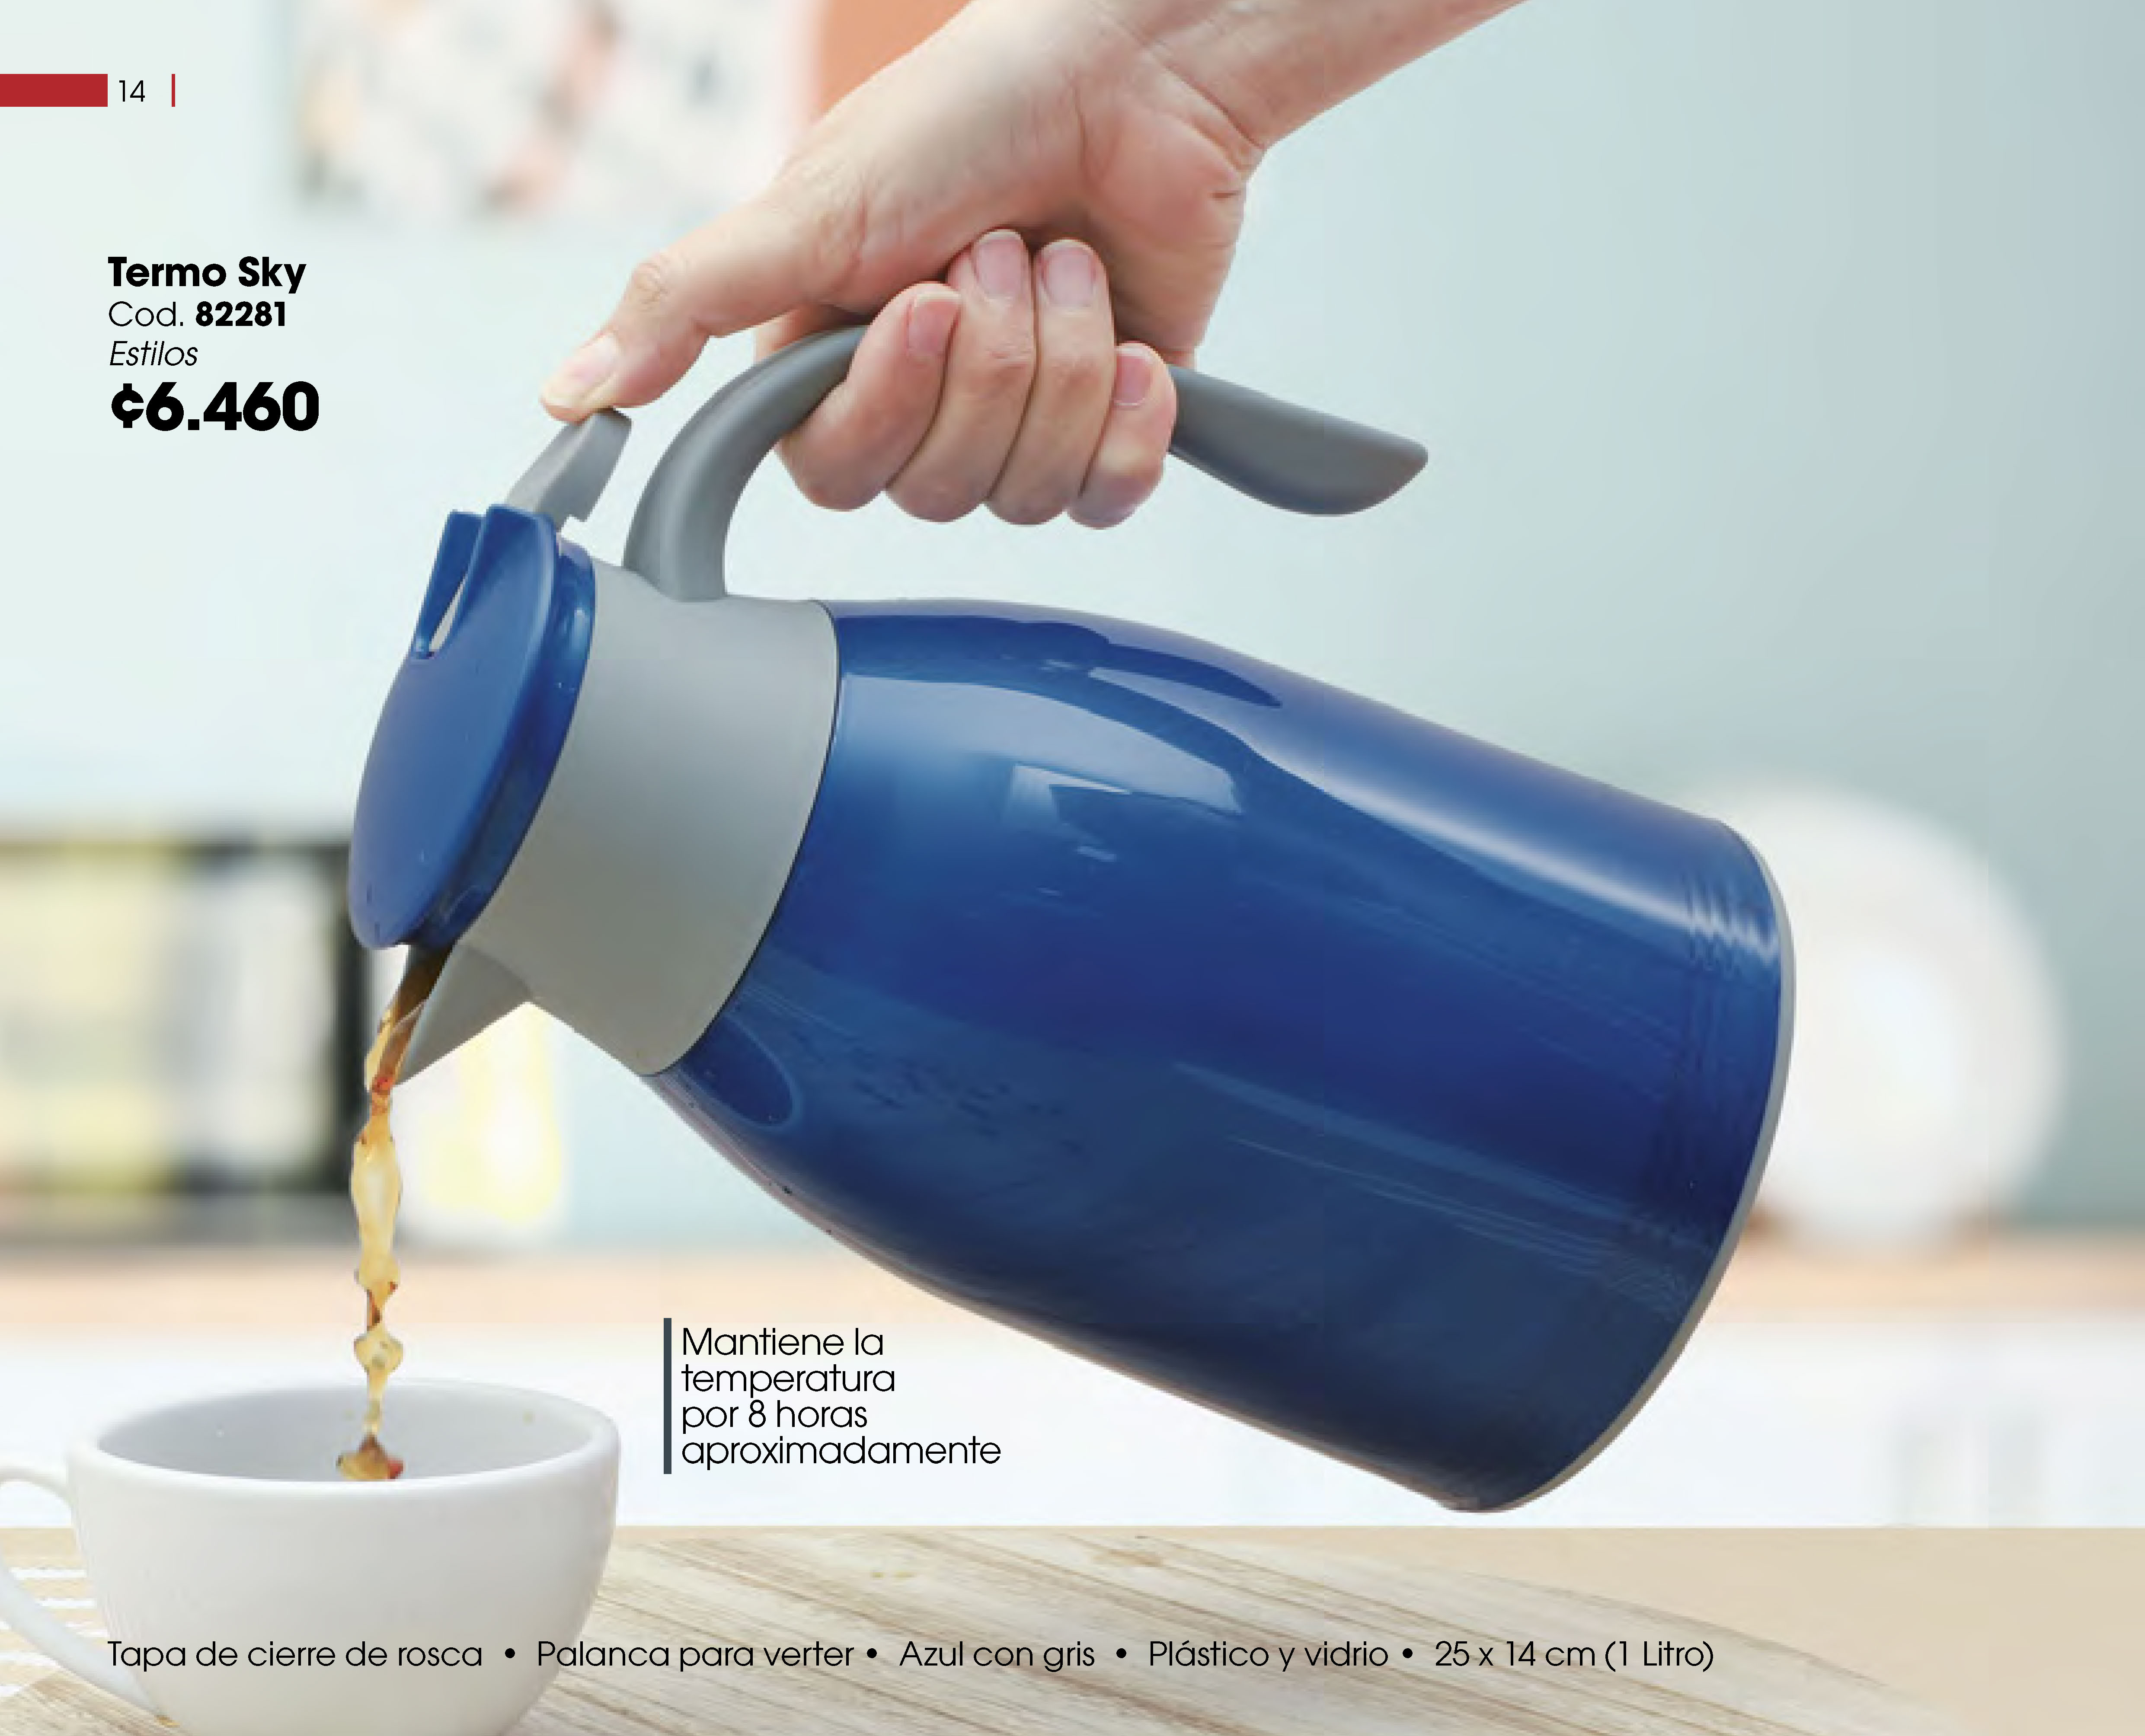 14
Termo Sky
Cod. 82281
Estilos
¢6.460
Mantiene la
temperatura
por 8 horas
aproximadamente
Tapa de cierre de rosca • Palanca para verter • Azul con gris • Plástico y vidrio • 25 x 14 cm (1 Litro)